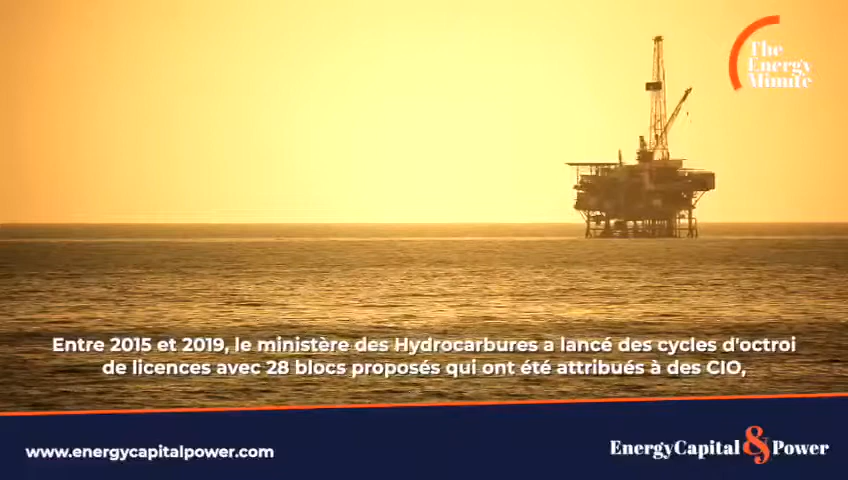 The
Energy
Minute
Entre 2015 et 2019, le ministère des Hydrocarbures a lancé des cycles d'octroi
de licences avec 28 blocs proposés qui ont été attribués à des CIO,
www.energycapitalpower.com
EnergyCapital&Power